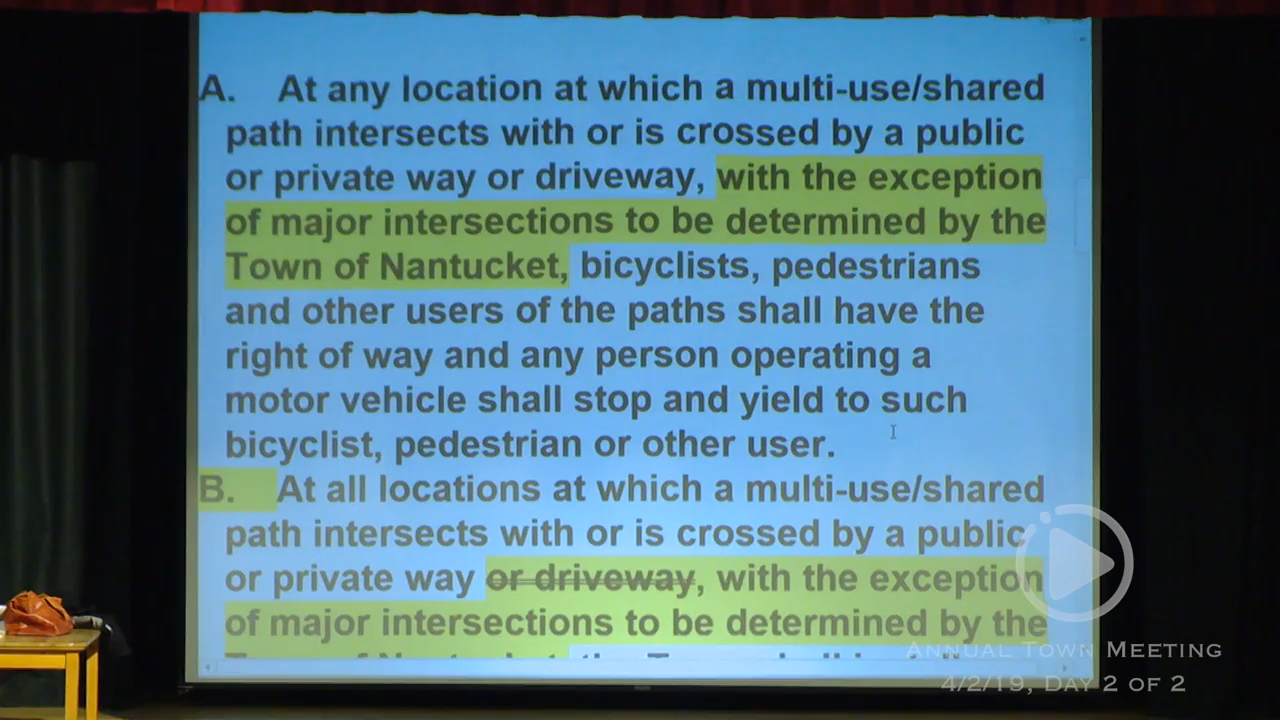 A. At any location at which a multi-use/shared
path intersects with or is crossed by a public
or private way or driveway, with the exception
of major intersections to be determined by the
Town of Nantucket, bicyclists, pedestrians
and other users of the paths shall have the
right of way and any person operating a
motor vehicle shall stop and yield to such
bicyclist, pedestrian or other user.
B. At all locations at which a multi-use/shared
path intersects with or is crossed by a public
or private way or driveway, with the exception
of major intersections to be determined by the
Annual Town Meeting
4/2/19, Day 2 of 2